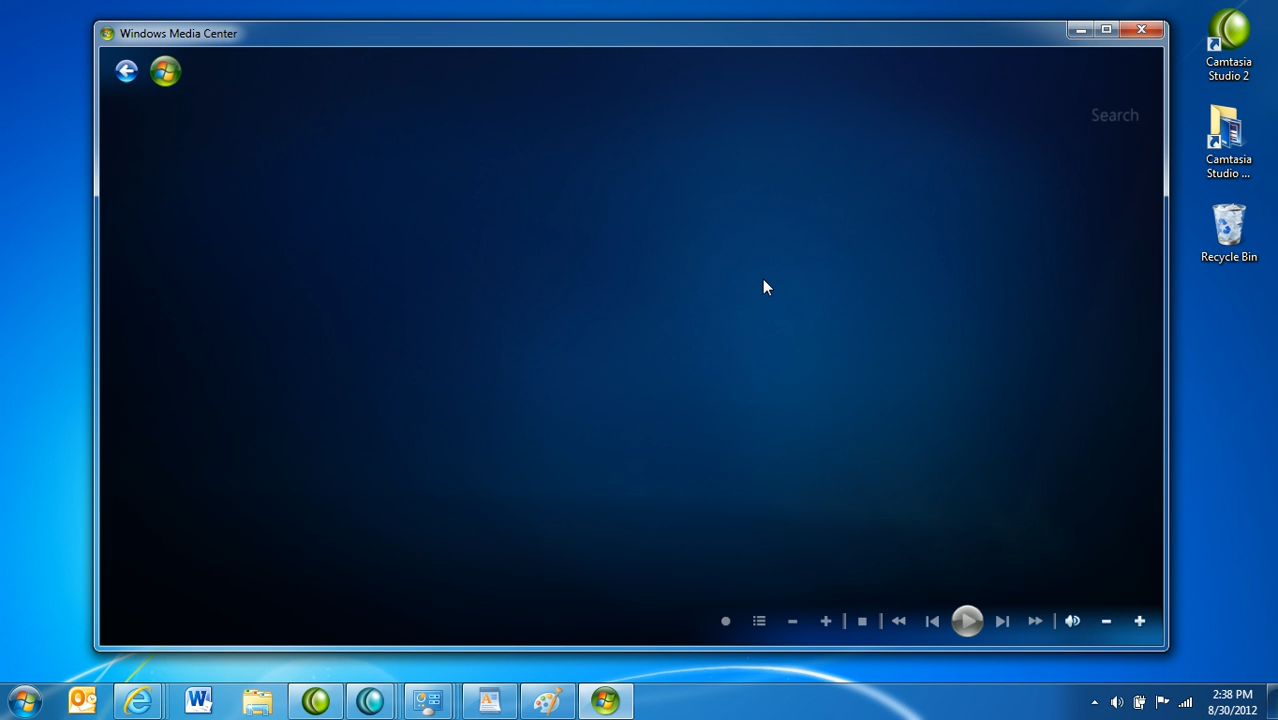 Windows Media Center
Search
Camtasia
Studio 2
Camtasia
Studio ...
Recycle Bin
2:38 PM
8/30/2012